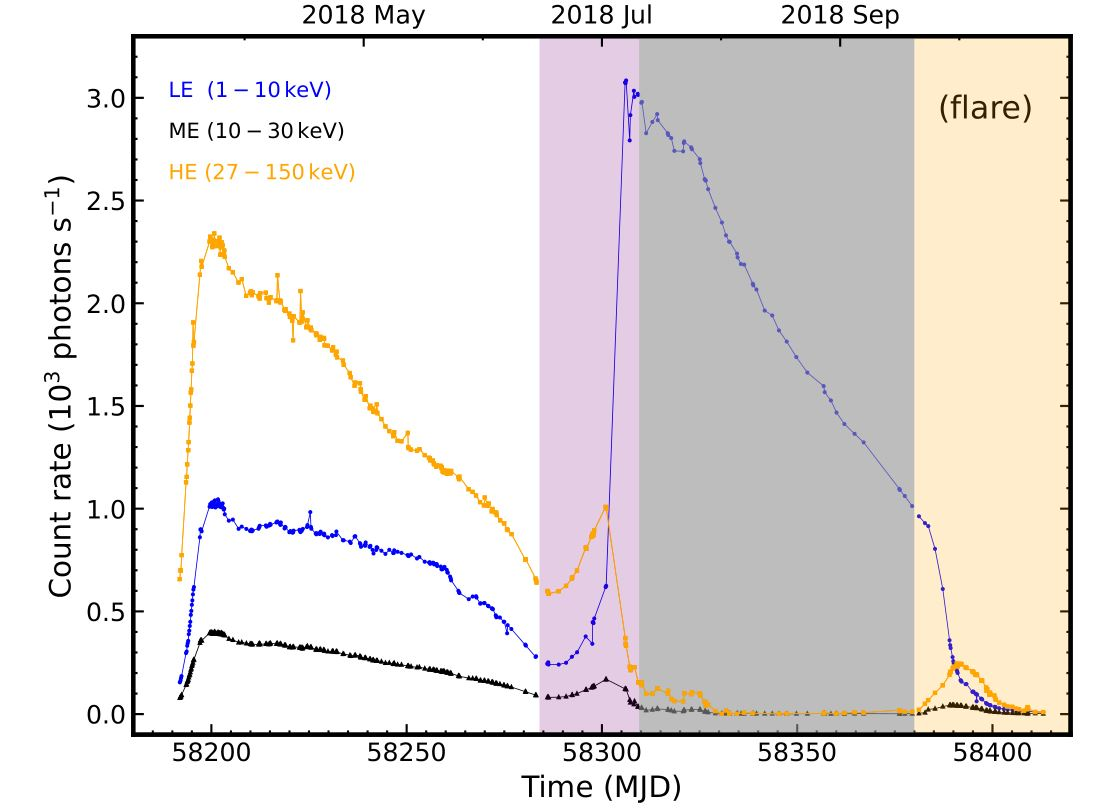 2018 May 2018 Jul 2018 Sep
LE (1 − 10 keV)
ME (10 − 30 keV)
HE (27 − 150 keV)
(flare)
Count rate (10³ photons s⁻¹)
3.0
2.5
2.0
1.5
1.0
0.5
0.0
58200 58250 58300 58350 58400
Time (MJD)